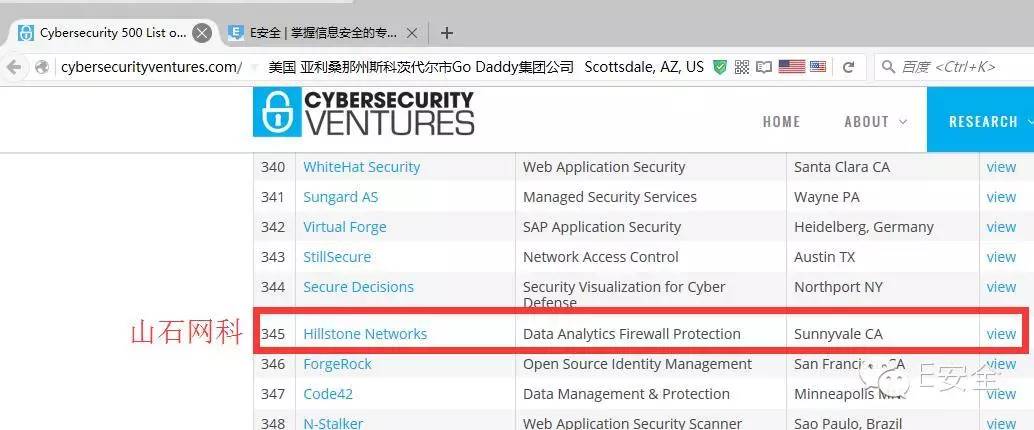 Cybersecurity 500 List o... E安全 | 掌握信息安全的专...
cybersecurityventures.com/ 美国 亚利桑那州斯科茨代尔市Go Daddy集团公司 Scottsdale, AZ, US 百度 <Ctrl+K>
CYBERSECURITY
VENTURES
HOME ABOUT RESEARCH
340 WhiteHat Security Web Application Security Santa Clara CA view
341 Sungard AS Managed Security Services Wayne PA view
342 Virtual Forge SAP Application Security Heidelberg, Germany view
343 StillSecure Network Access Control Austin TX view
344 Secure Decisions Security Visualization for Cyber Defense Northport NY view
山石网科 345 Hillstone Networks Data Analytics Firewall Protection Sunnyvale CA view
346 ForgeRock Open Source Identity Management San Francisco CA view
347 Code42 Data Management & Protection Minneapolis MN view
E安全
348 N-Stalker Web Application Security Scanner Sao Paulo, Brazil view